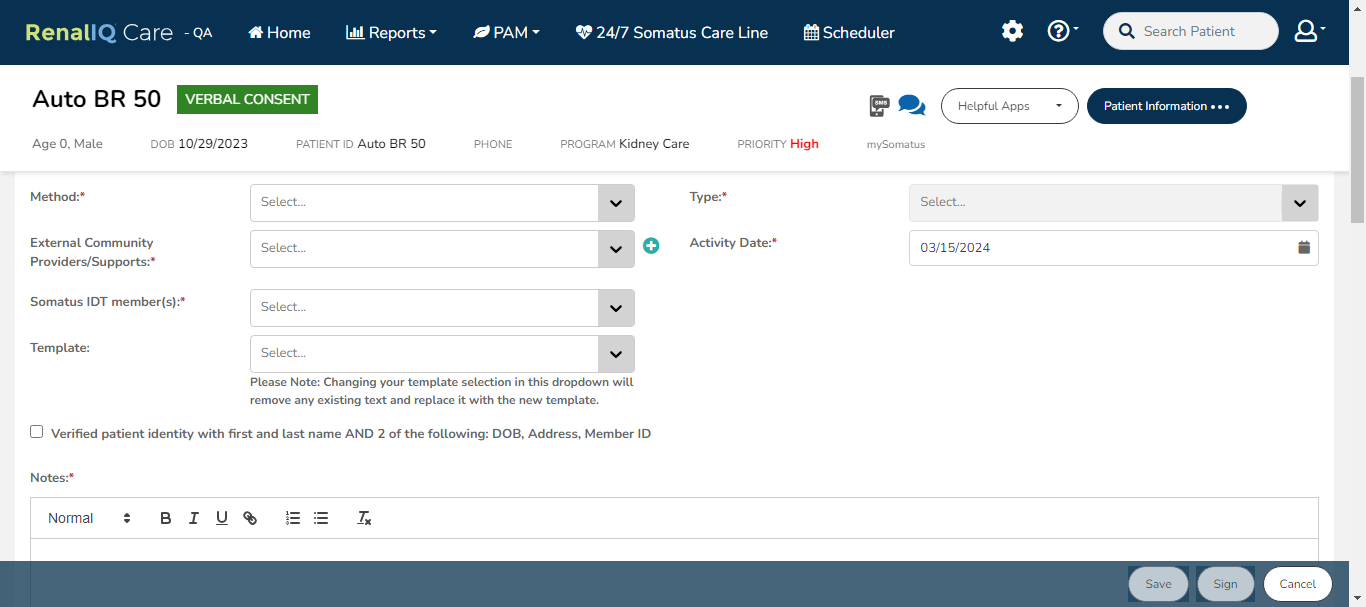 RenalIQ Care - QA Home Reports PAM 24/7 Somatus Care Line Scheduler Search Patient
Auto BR 50 VERBAL CONSENT SMS Helpful Apps Patient Information
Age 0, Male DOB 10/29/2023 PATIENT ID Auto BR 50 PHONE PROGRAM Kidney Care PRIORITY High mySomatus
Method:* Select... Type:* Select...
External Community Providers/Supports:* Select... Activity Date:* 03/15/2024
Somatus IDT member(s):* Select...
Template: Select...
Please Note: Changing your template selection in this dropdown will
remove any existing text and replace it with the new template.
Verified patient identity with first and last name AND 2 of the following: DOB, Address, Member ID
Notes:*
Normal B I U
Save Sign Cancel